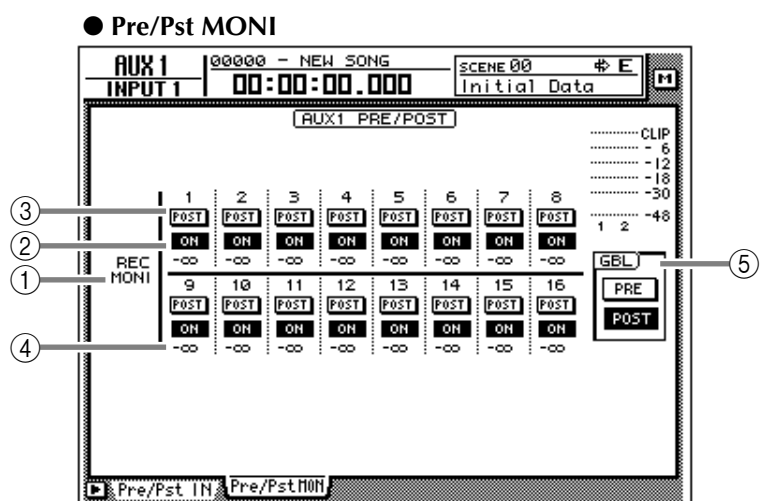 ● Pre/Pst MONI
AUX 1
INPUT 1
00000 - NEW SONG
00:00:00.000
SCENE 00 E
Initial Data
M
AUX1 PRE/POST
CLIP
- 6
-12
-18
-30
-48
1 2
③ ② ① ④ ⑤
REC
MONI
1 2 3 4 5 6 7 8
POST POST POST POST POST POST POST POST
ON ON ON ON ON ON ON ON
-∞ -∞ -∞ -∞ -∞ -∞ -∞ -∞
9 10 11 12 13 14 15 16
POST POST POST POST POST POST POST POST
ON ON ON ON ON ON ON ON
-∞ -∞ -∞ -∞ -∞ -∞ -∞ -∞
GBL
PRE
POST
Pre/Pst IN Pre/PstMON